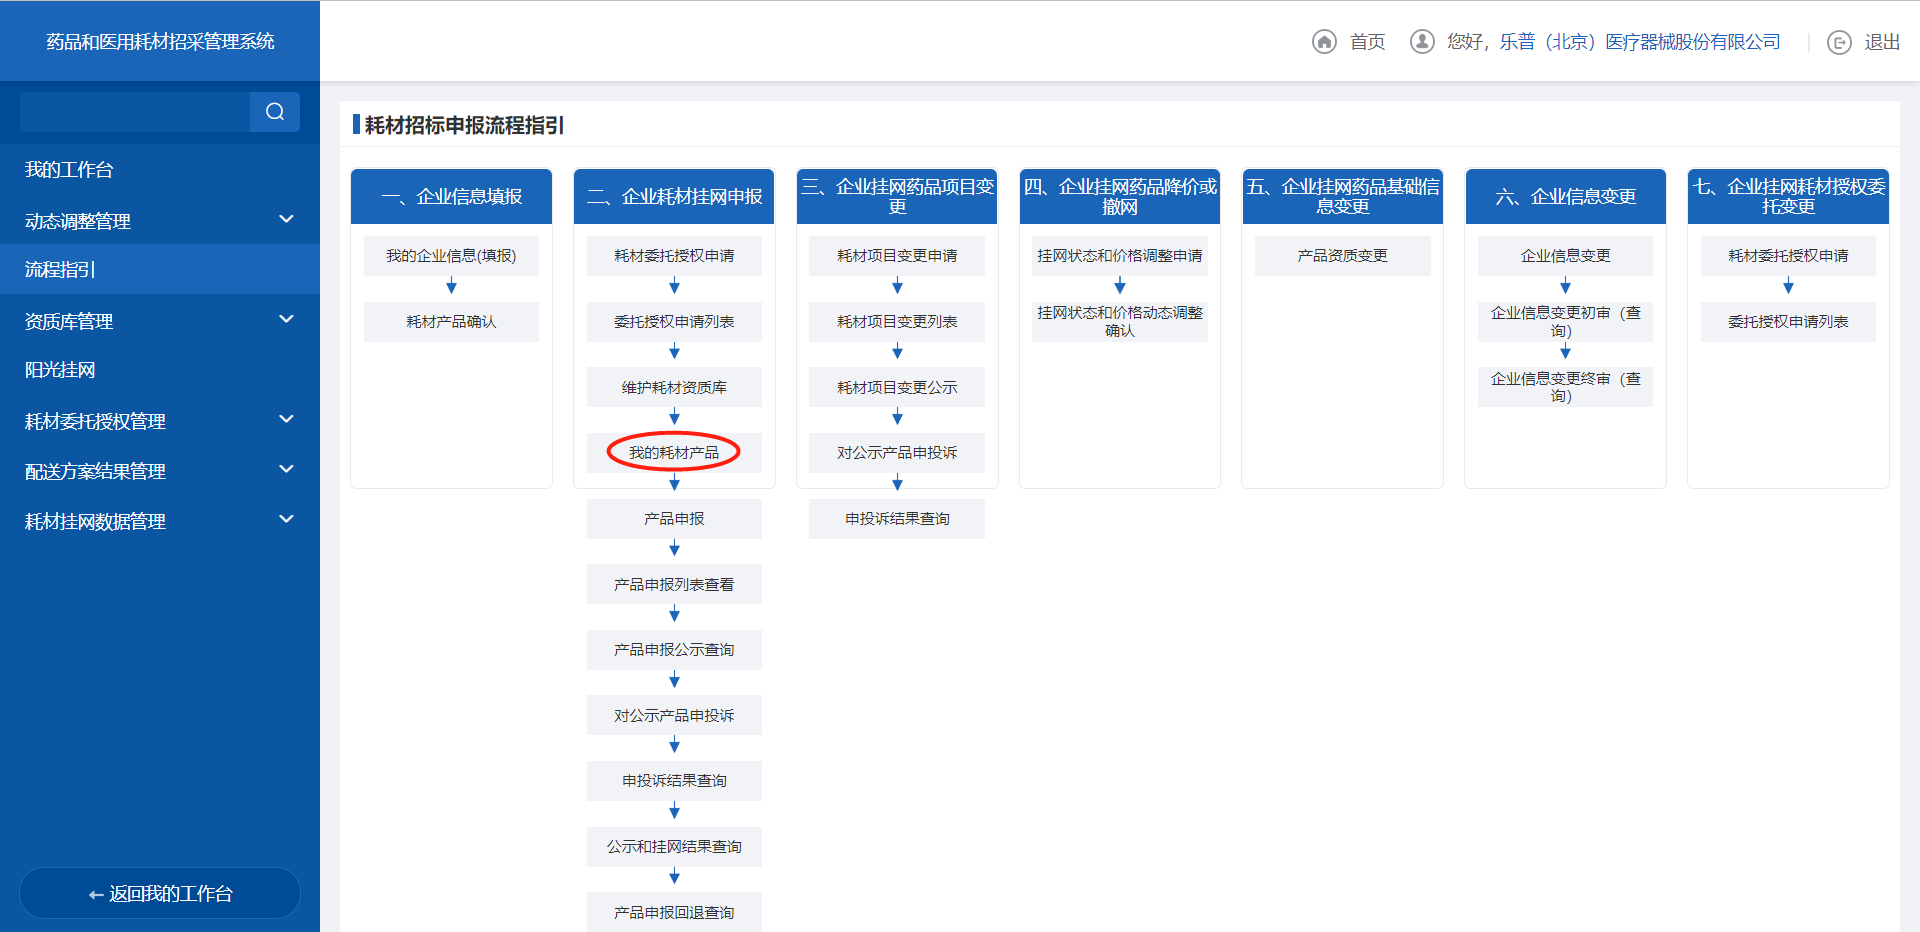 药品和医用耗材招采管理系统
首页
您好，乐普（北京）医疗器械股份有限公司
退出
我的工作台
动态调整管理
流程指引
资质库管理
阳光挂网
耗材委托授权管理
配送方案结果管理
耗材挂网数据管理
返回我的工作台
耗材招标申报流程指引
一、企业信息填报
我的企业信息(填报)
耗材产品确认
二、企业耗材挂网申报
耗材委托授权申请
委托授权申请列表
维护耗材资质库
我的耗材产品
产品申报
产品申报列表查看
产品申报公示查询
对公示产品申投诉
申投诉结果查询
公示和挂网结果查询
产品申报回退查询
三、企业挂网药品项目变
更
耗材项目变更申请
耗材项目变更列表
耗材项目变更公示
对公示产品申投诉
申投诉结果查询
四、企业挂网药品降价或
撤网
挂网状态和价格调整申请
挂网状态和价格动态调整
确认
五、企业挂网药品基础信
息变更
产品资质变更
六、企业信息变更
企业信息变更
企业信息变更初审（查
询）
企业信息变更终审（查
询）
七、企业挂网耗材授权委
托变更
耗材委托授权申请
委托授权申请列表